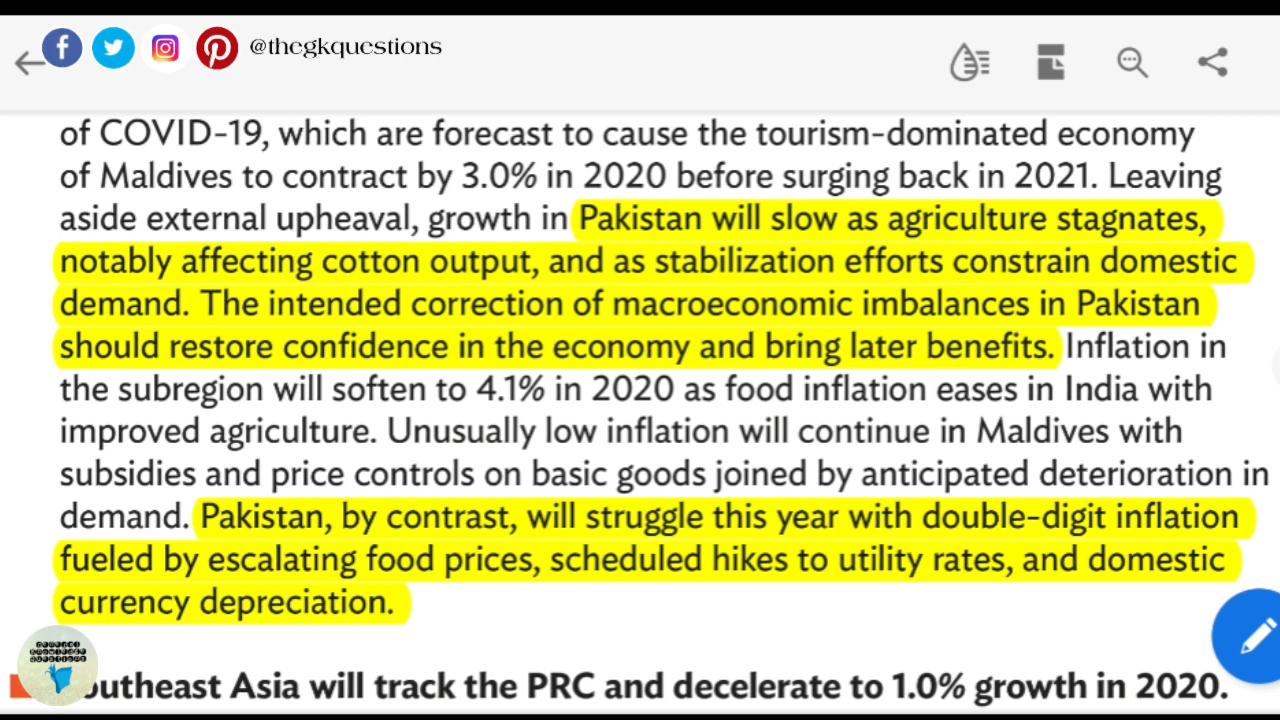 @thegkquestions
of COVID-19, which are forecast to cause the tourism-dominated economy
of Maldives to contract by 3.0% in 2020 before surging back in 2021. Leaving
aside external upheaval, growth in Pakistan will slow as agriculture stagnates,
notably affecting cotton output, and as stabilization efforts constrain domestic
demand. The intended correction of macroeconomic imbalances in Pakistan
should restore confidence in the economy and bring later benefits. Inflation in
the subregion will soften to 4.1% in 2020 as food inflation eases in India with
improved agriculture. Unusually low inflation will continue in Maldives with
subsidies and price controls on basic goods joined by anticipated deterioration in
demand. Pakistan, by contrast, will struggle this year with double-digit inflation
fueled by escalating food prices, scheduled hikes to utility rates, and domestic
currency depreciation.
outheast Asia will track the PRC and decelerate to 1.0% growth in 2020.